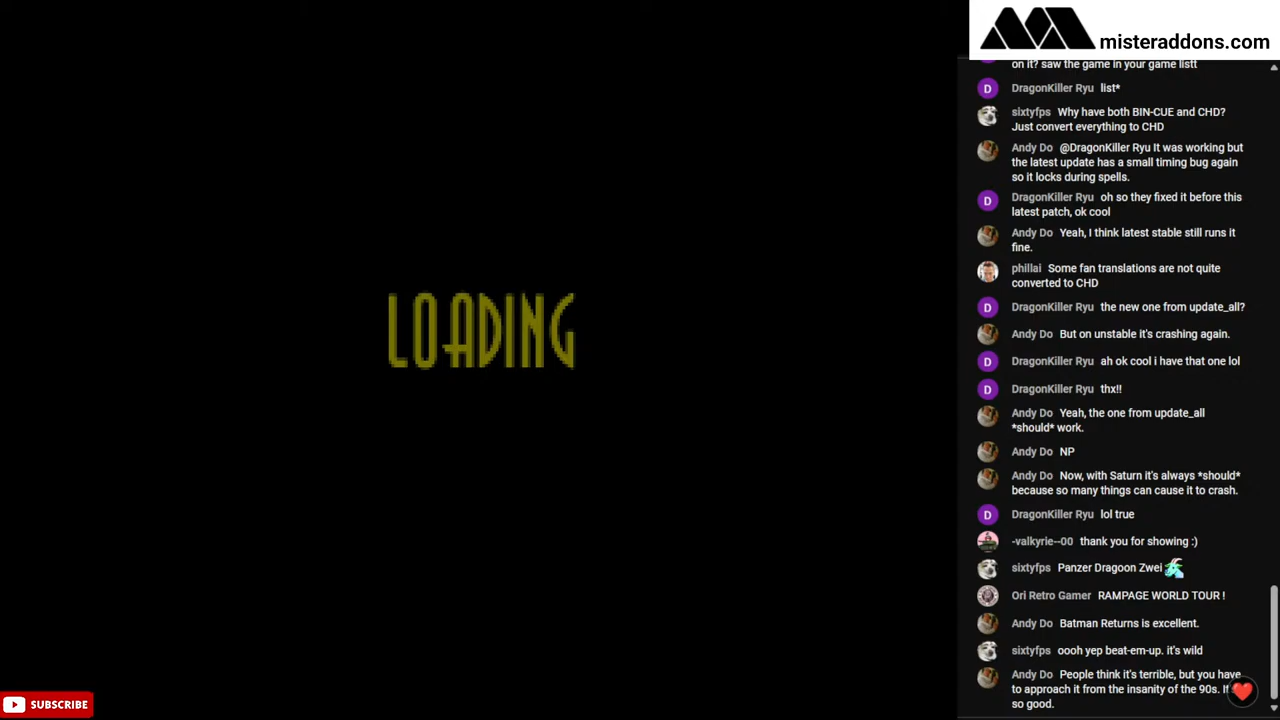 misteraddons.com
on it? saw the game in your game listt
DragonKiller Ryu list*
sixtyfps Why have both BIN-CUE and CHD?
Just convert everything to CHD
Andy Do @DragonKiller Ryu It was working but
the latest update has a small timing bug again
so it locks during spells.
DragonKiller Ryu oh so they fixed it before this
latest patch, ok cool
Andy Do Yeah, I think latest stable still runs it
fine.
phillai Some fan translations are not quite
converted to CHD
DragonKiller Ryu the new one from update_all?
Andy Do But on unstable it's crashing again.
DragonKiller Ryu ah ok cool i have that one lol
DragonKiller Ryu thx!!
Andy Do Yeah, the one from update_all
*should* work.
Andy Do NP
Andy Do Now, with Saturn it's always *should*
because so many things can cause it to crash.
DragonKiller Ryu lol true
-valkyrie--00 thank you for showing :)
sixtyfps Panzer Dragoon Zwei
Ori Retro Gamer RAMPAGE WORLD TOUR !
Andy Do Batman Returns is excellent.
sixtyfps oooh yep beat-em-up. it's wild
Andy Do People think it's terrible, but you have
to approach it from the insanity of the 90s.
so good.
LOADING
SUBSCRIBE